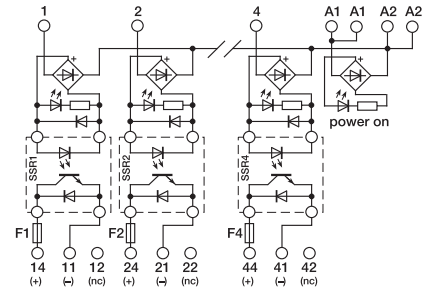 1 2 4 A1 A1 A2 A2
+ + + +
power on
SSR1 SSR2 SSR4
F1 F2 F4
14 11 12 24 21 22 44 41 42
(+) (–) (nc) (+) (–) (nc) (+) (–) (nc)